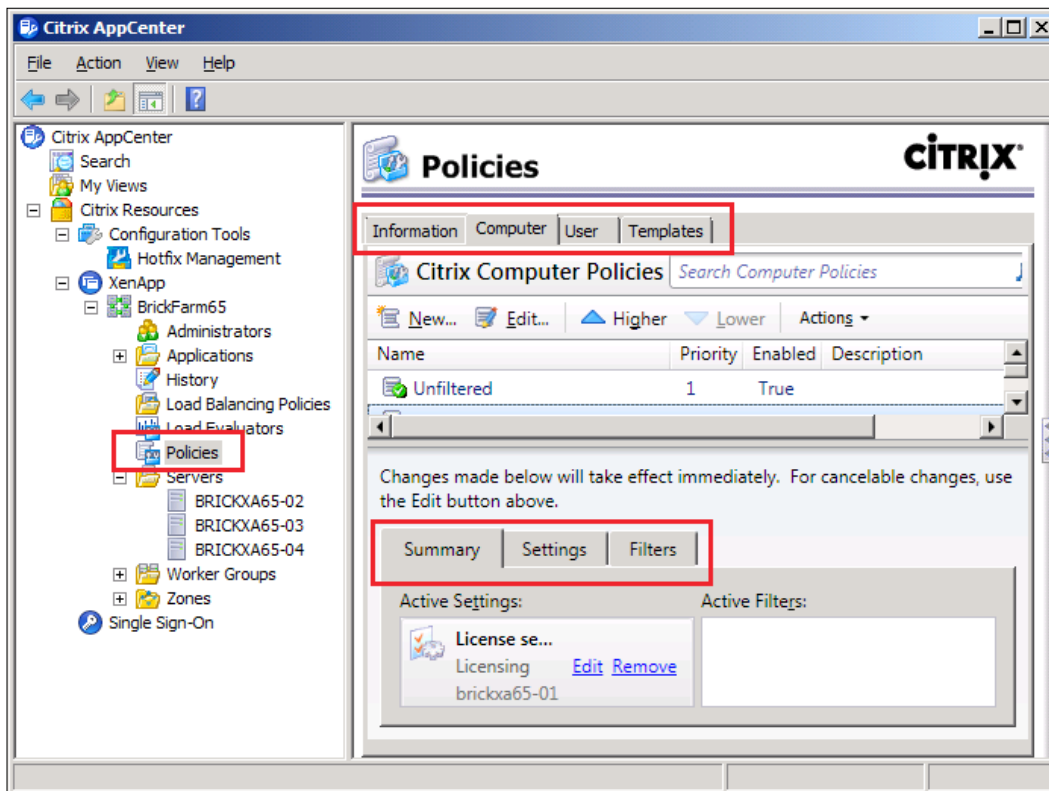 Citrix AppCenter
File Action View Help
Citrix AppCenter
Search
My Views
Citrix Resources
Configuration Tools
Hotfix Management
XenApp
BrickFarm65
Administrators
Applications
History
Load Balancing Policies
Load Evaluators
Policies
Servers
BRICKXA65-02
BRICKXA65-03
BRICKXA65-04
Worker Groups
Zones
Single Sign-On
Policies CITRIX
Information Computer User Templates
Citrix Computer Policies Search Computer Policies
New... Edit... Higher Lower Actions
Name Priority Enabled Description
Unfiltered 1 True
Changes made below will take effect immediately. For cancelable changes, use
the Edit button above.
Summary Settings Filters
Active Settings: Active Filters:
License se...
Licensing Edit Remove
brickxa65-01